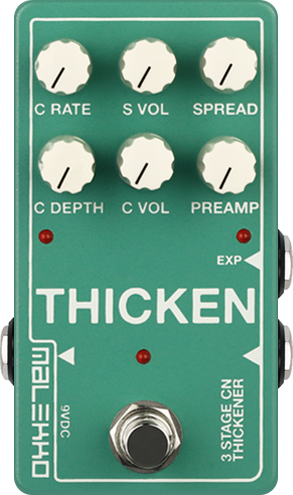 C RATE S VOL SPREAD
C DEPTH C VOL PREAMP
EXP
THICKEN
MALEKKO
9VDC
3 STAGE CN
THICKENER